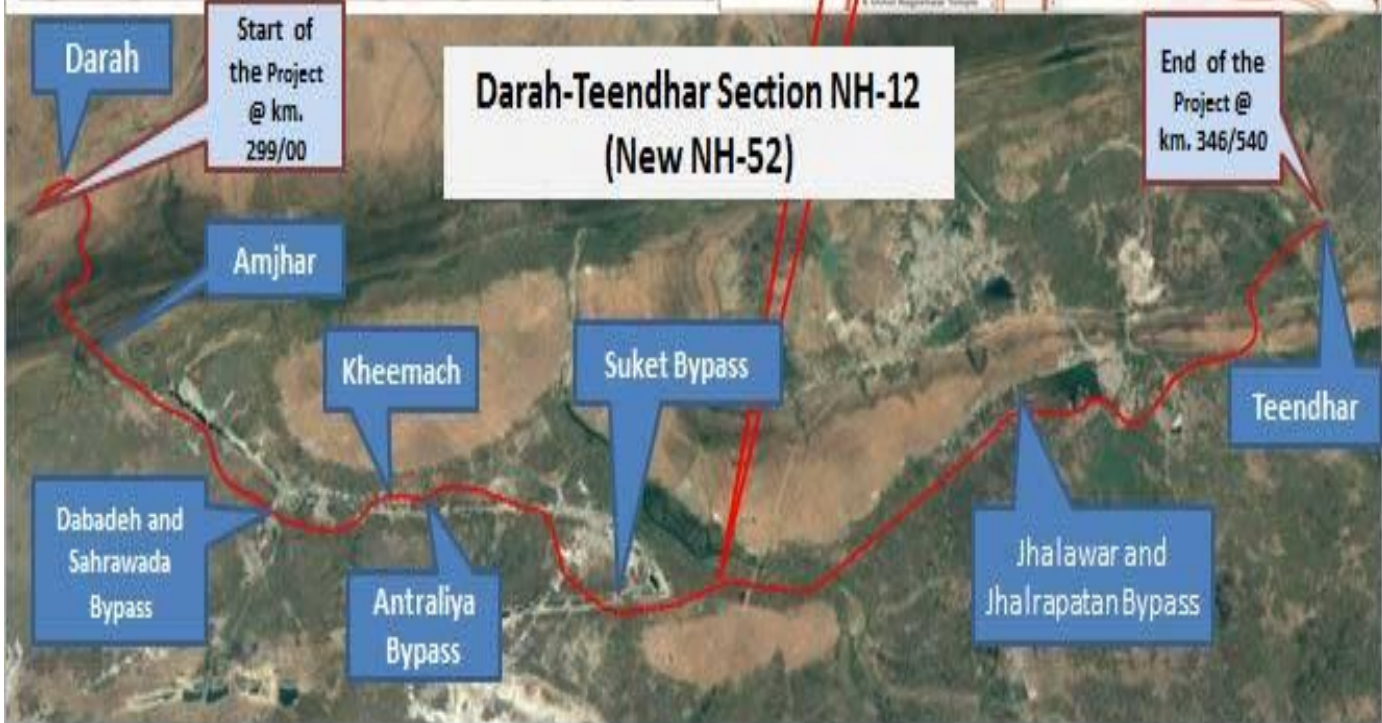 Darah
Start of
the Project
@ km.
299/00
Darah-Teendhar Section NH-12
(New NH-52)
End of the
Project @
km. 346/540
Amjhar
Kheemach
Suket Bypass
Teendhar
Dabadeh and
Sahrawada
Bypass
Antraliya
Bypass
Jhalawar and
Jhalrapatan Bypass